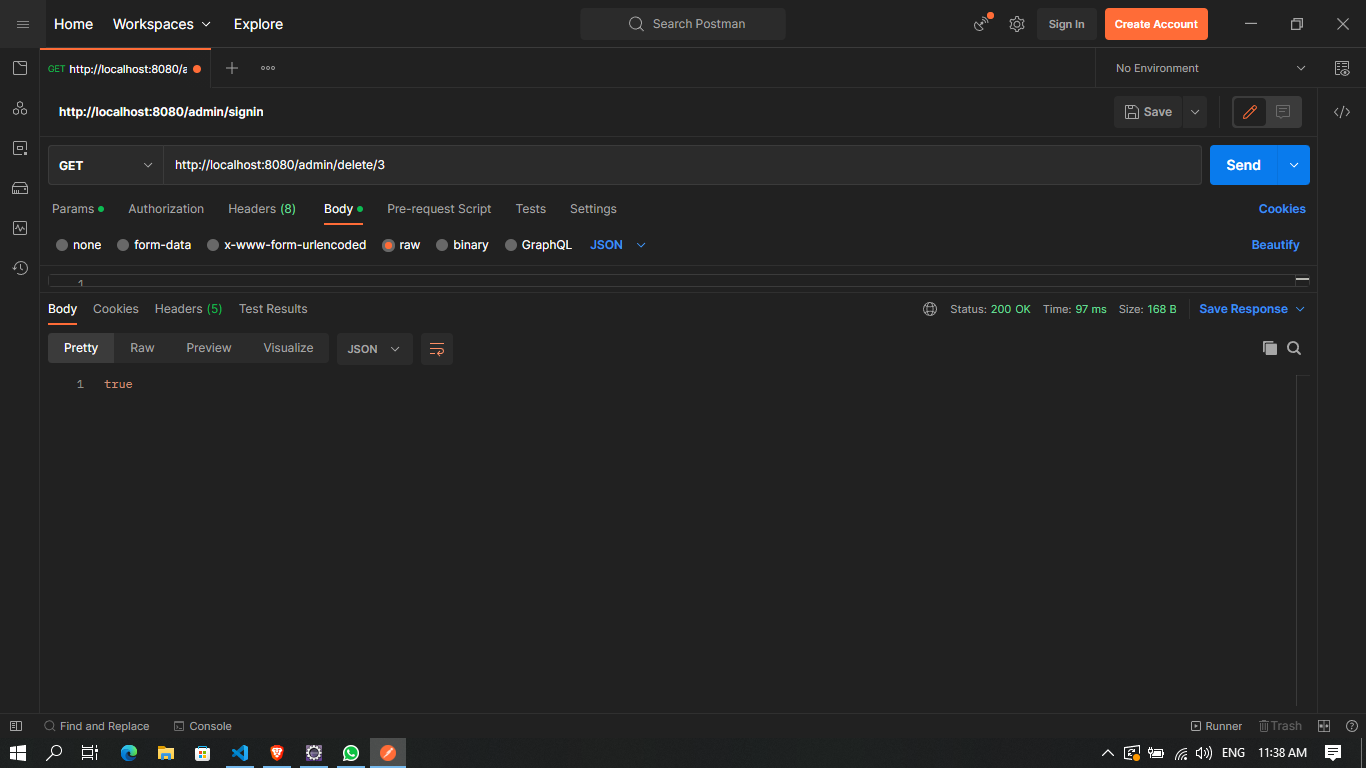 Home Workspaces Explore Search Postman Sign In Create Account
GET http://localhost:8080/a No Environment
http://localhost:8080/admin/signin Save
GET http://localhost:8080/admin/delete/3 Send
Params Authorization Headers (8) Body Pre-request Script Tests Settings Cookies
none form-data x-www-form-urlencoded raw binary GraphQL JSON Beautify
1
Body Cookies Headers (5) Test Results Status: 200 OK Time: 97 ms Size: 168 B Save Response
Pretty Raw Preview Visualize JSON
1 true
Find and Replace Console Runner Trash
ENG 11:38 AM